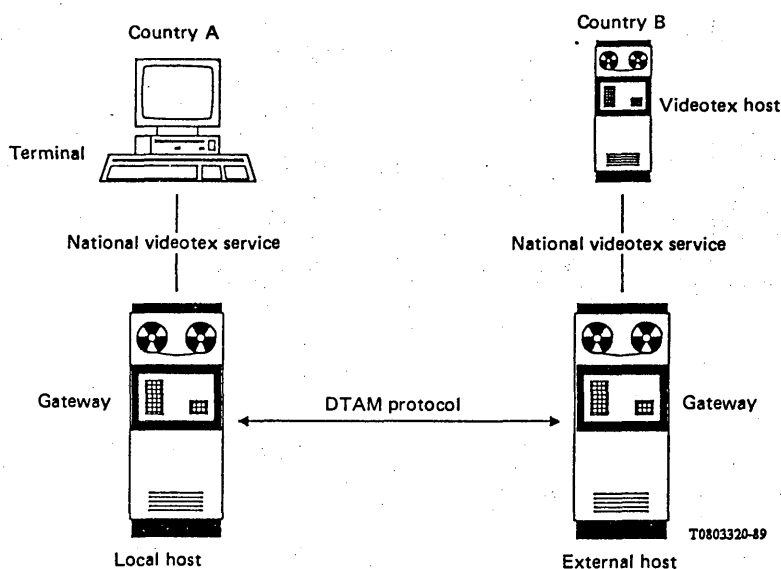 Country A
Country B
Videotex host
Terminal
National videotex service
National videotex service
Gateway
DTAM protocol
Gateway
T0803320-89
Local host
External host